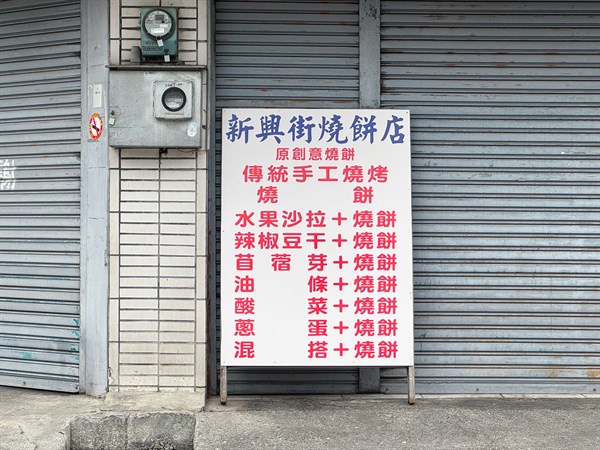 新興街燒餅店
原創意燒餅
傳統手工燒烤
燒餅
水果沙拉＋燒餅
辣椒豆干＋燒餅
苜蓿芽＋燒餅
油條＋燒餅
酸菜＋燒餅
蔥蛋＋燒餅
混搭＋燒餅